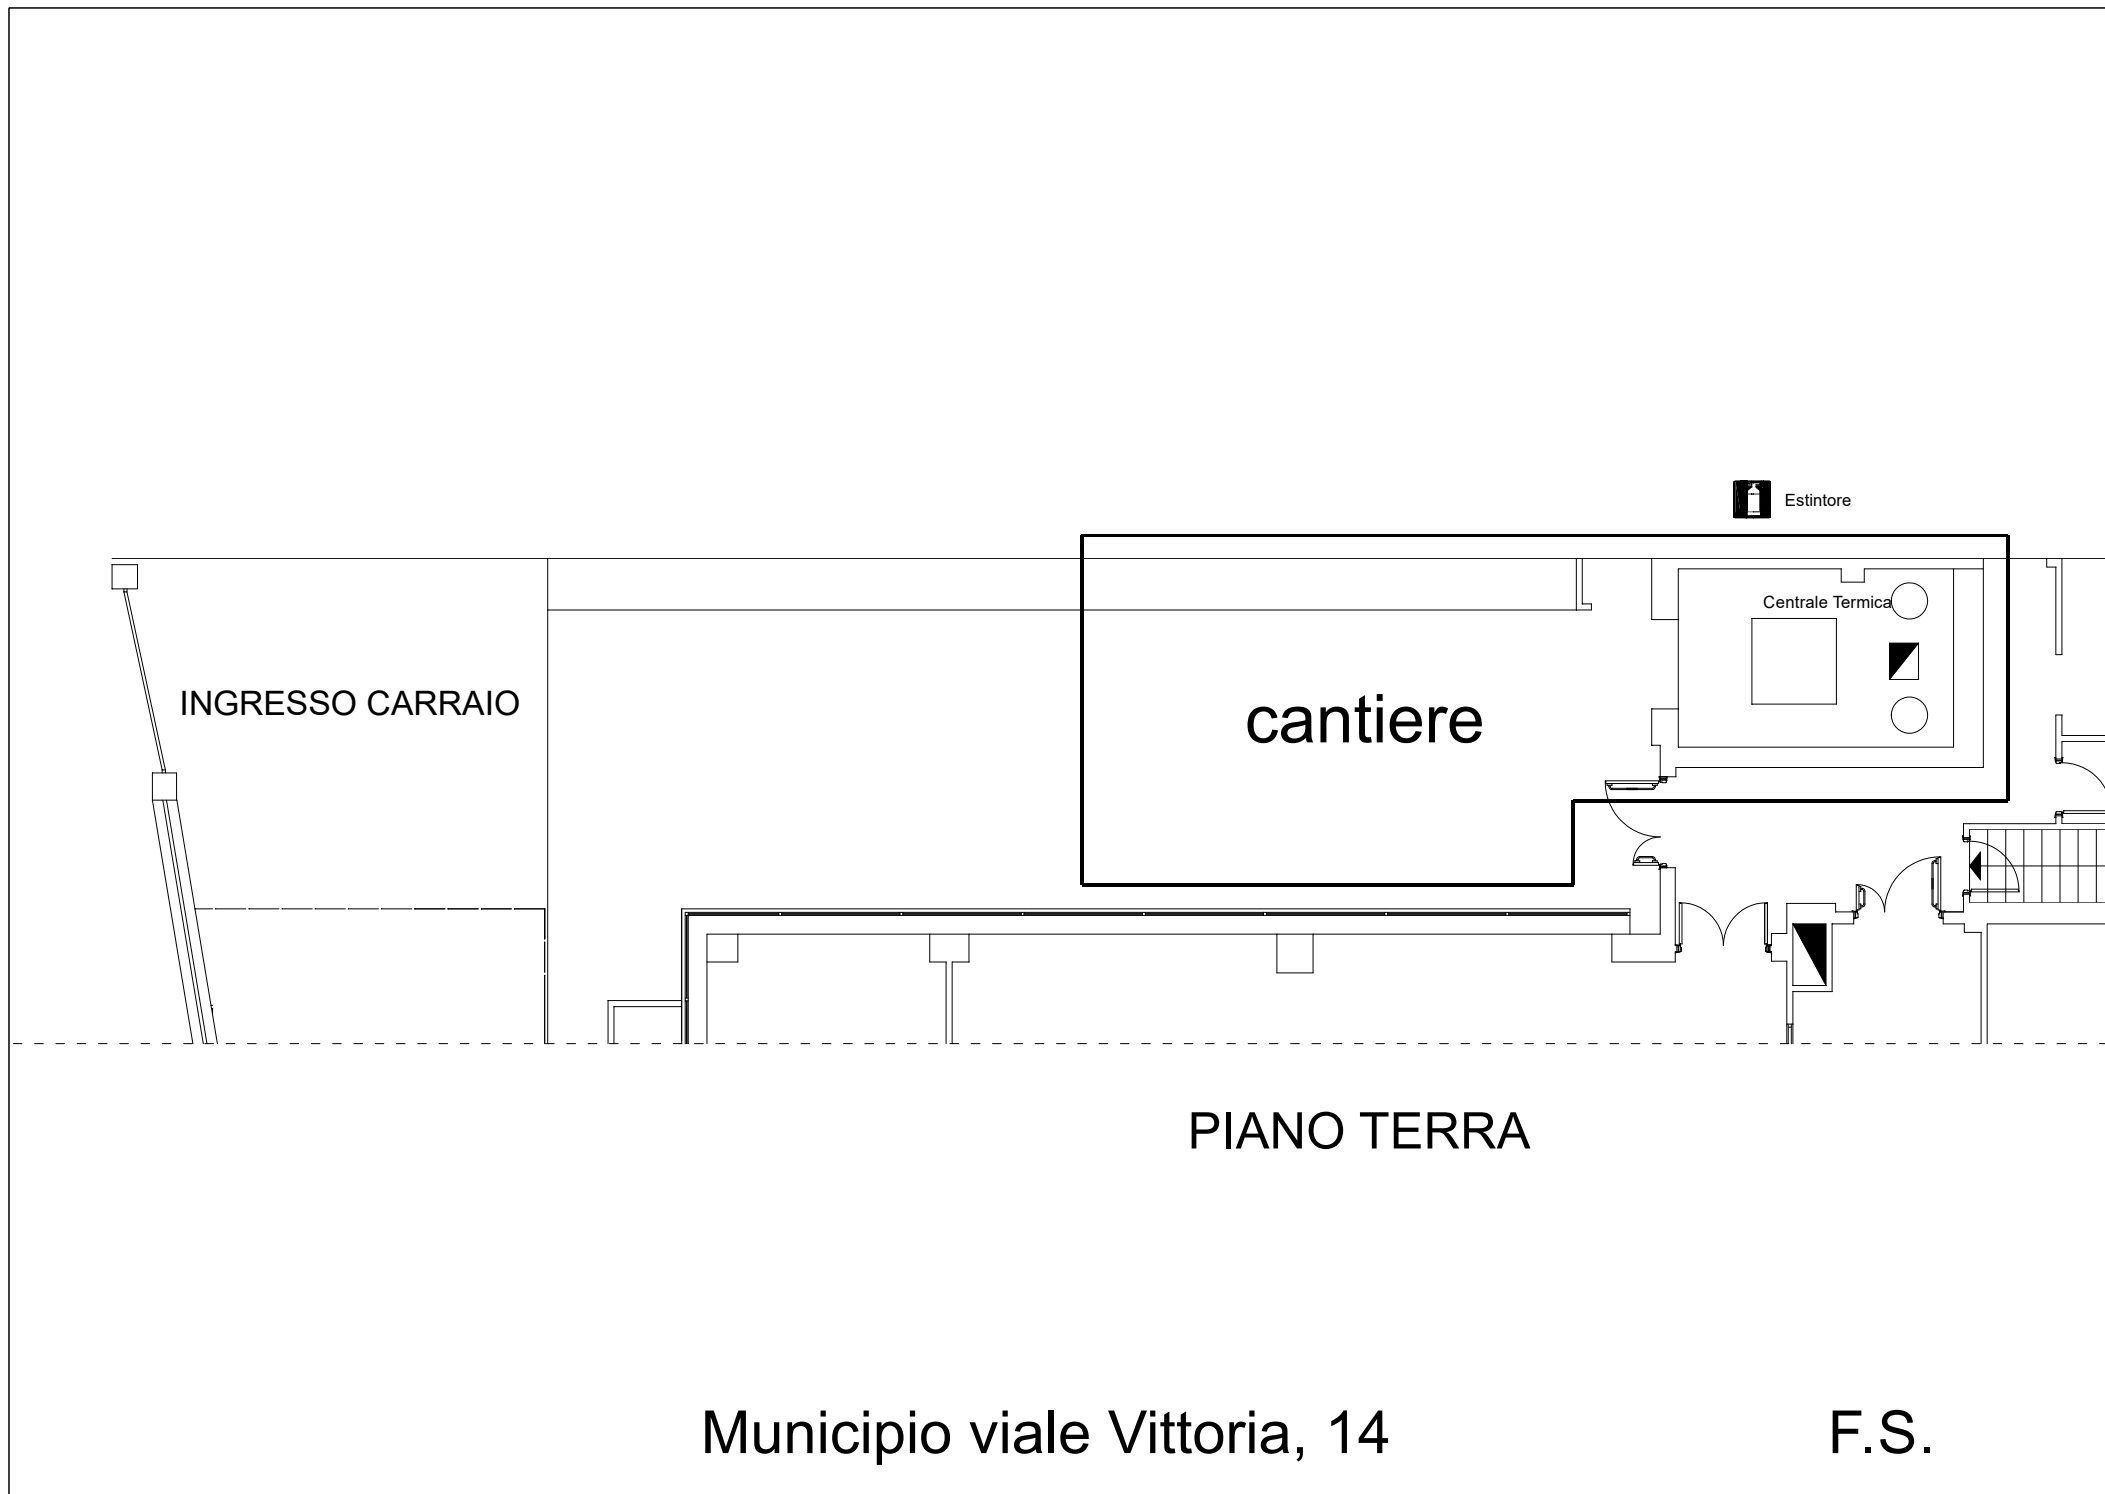 Estintore
Centrale Termica
INGRESSO CARRAIO
cantiere
PIANO TERRA
Municipio viale Vittoria, 14
F.S.